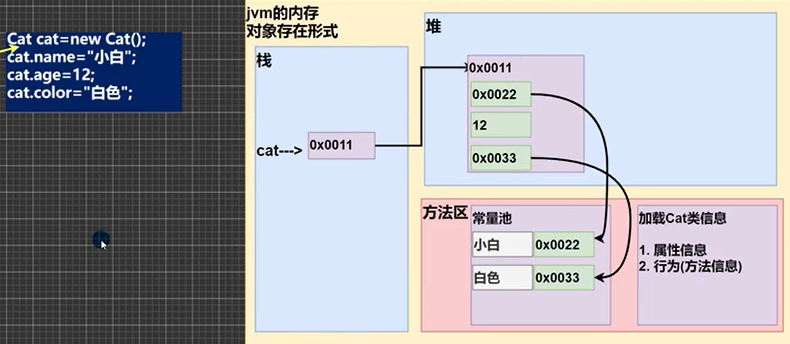 Cat cat=new Cat();
cat.name="小白";
cat.age=12;
cat.color="白色";
jvm的内存
对象存在形式
栈
cat--->
0x0011
堆
0x0011
0x0022
12
0x0033
方法区
常量池
小白
0x0022
白色
0x0033
加载Cat类信息
1. 属性信息
2. 行为(方法信息)